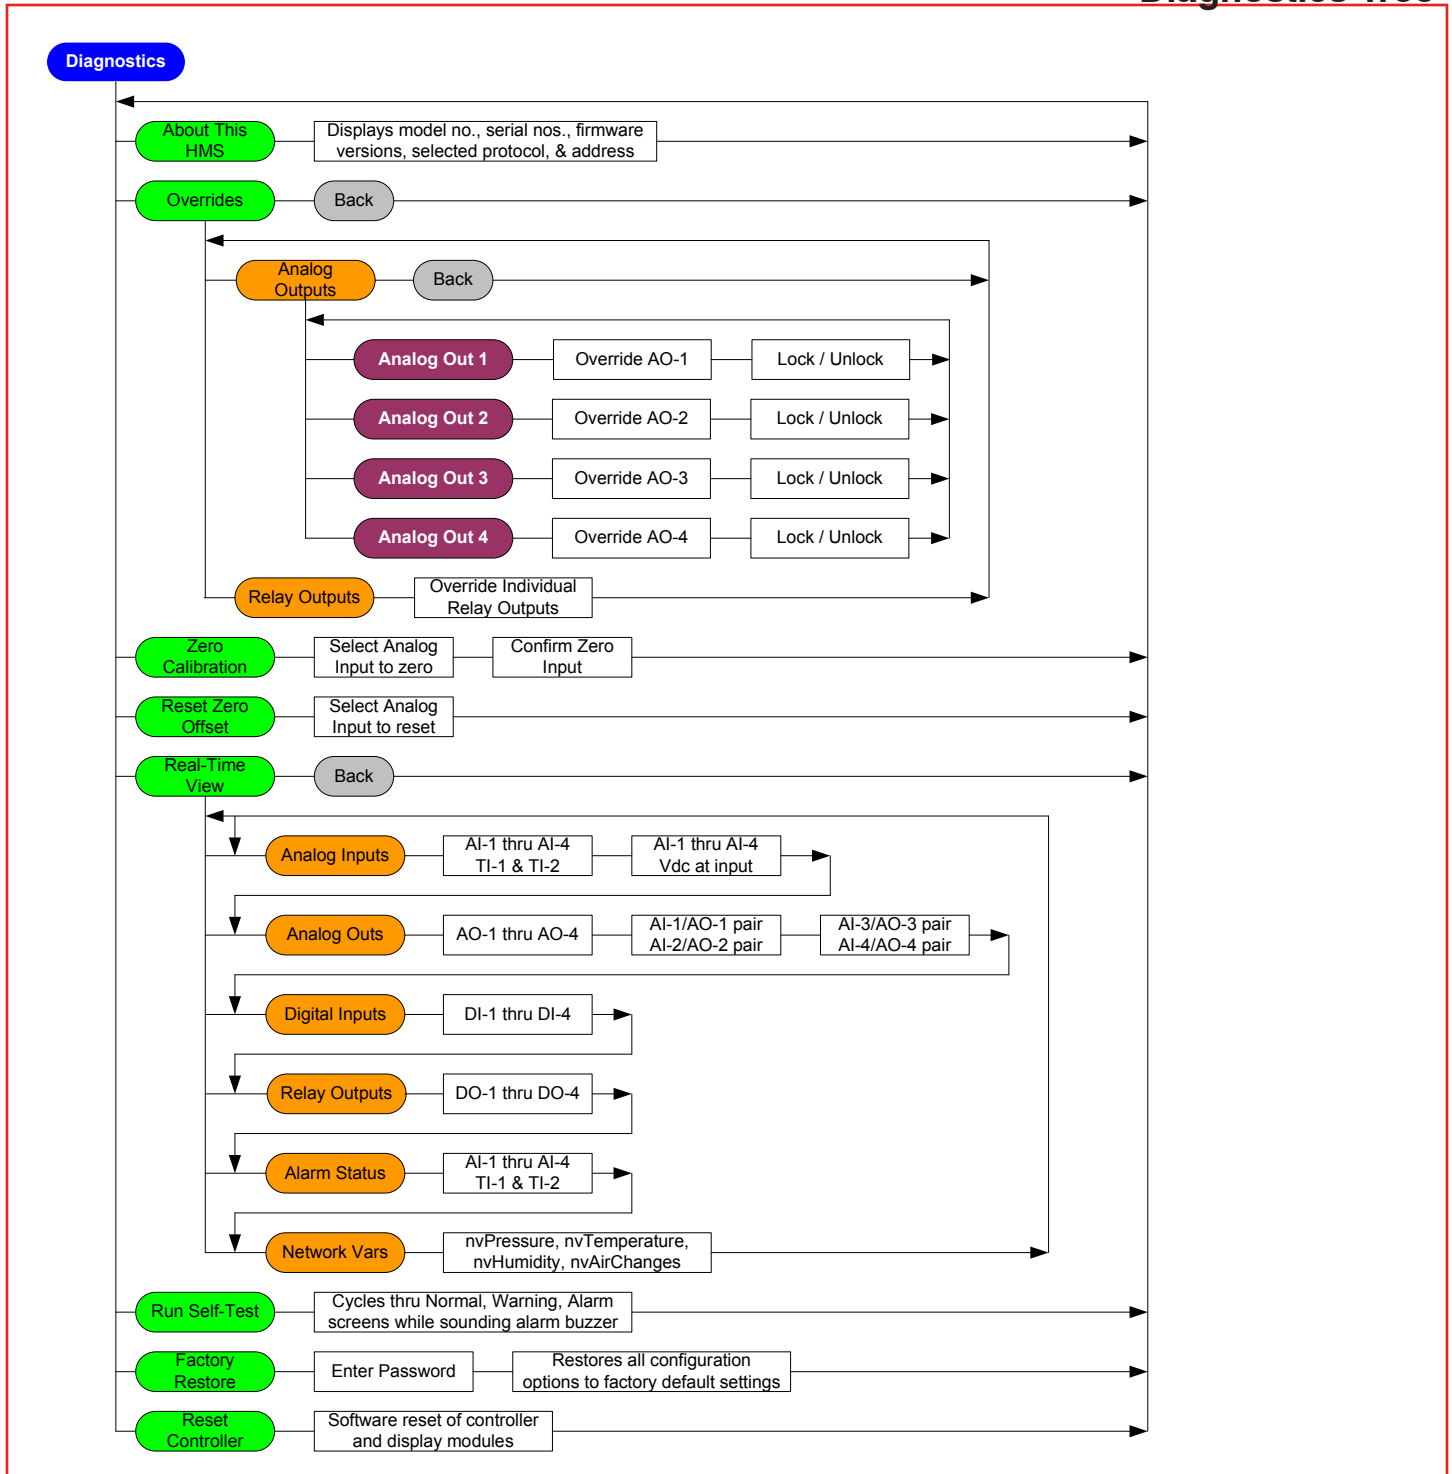 Diagnostics Tree
Diagnostics
About This
HMS
Displays model no., serial nos., firmware
versions, selected protocol, & address
Overrides
Back
Analog
Outputs
Back
Analog Out 1
Override AO-1
Lock / Unlock
Analog Out 2
Override AO-2
Lock / Unlock
Analog Out 3
Override AO-3
Lock / Unlock
Analog Out 4
Override AO-4
Lock / Unlock
Relay Outputs
Override Individual
Relay Outputs
Zero
Calibration
Select Analog
Input to zero
Confirm Zero
Input
Reset Zero
Offset
Select Analog
Input to reset
Real-Time
View
Back
Analog Inputs
AI-1 thru AI-4
TI-1 & TI-2
AI-1 thru AI-4
Vdc at input
Analog Outs
AO-1 thru AO-4
AI-1/AO-1 pair
AI-2/AO-2 pair
AI-3/AO-3 pair
AI-4/AO-4 pair
Digital Inputs
DI-1 thru DI-4
Relay Outputs
DO-1 thru DO-4
Alarm Status
AI-1 thru AI-4
TI-1 & TI-2
Network Vars
nvPressure, nvTemperature,
nvHumidity, nvAirChanges
Run Self-Test
Cycles thru Normal, Warning, Alarm
screens while sounding alarm buzzer
Factory
Restore
Enter Password
Restores all configuration
options to factory default settings
Reset
Controller
Software reset of controller
and display modules